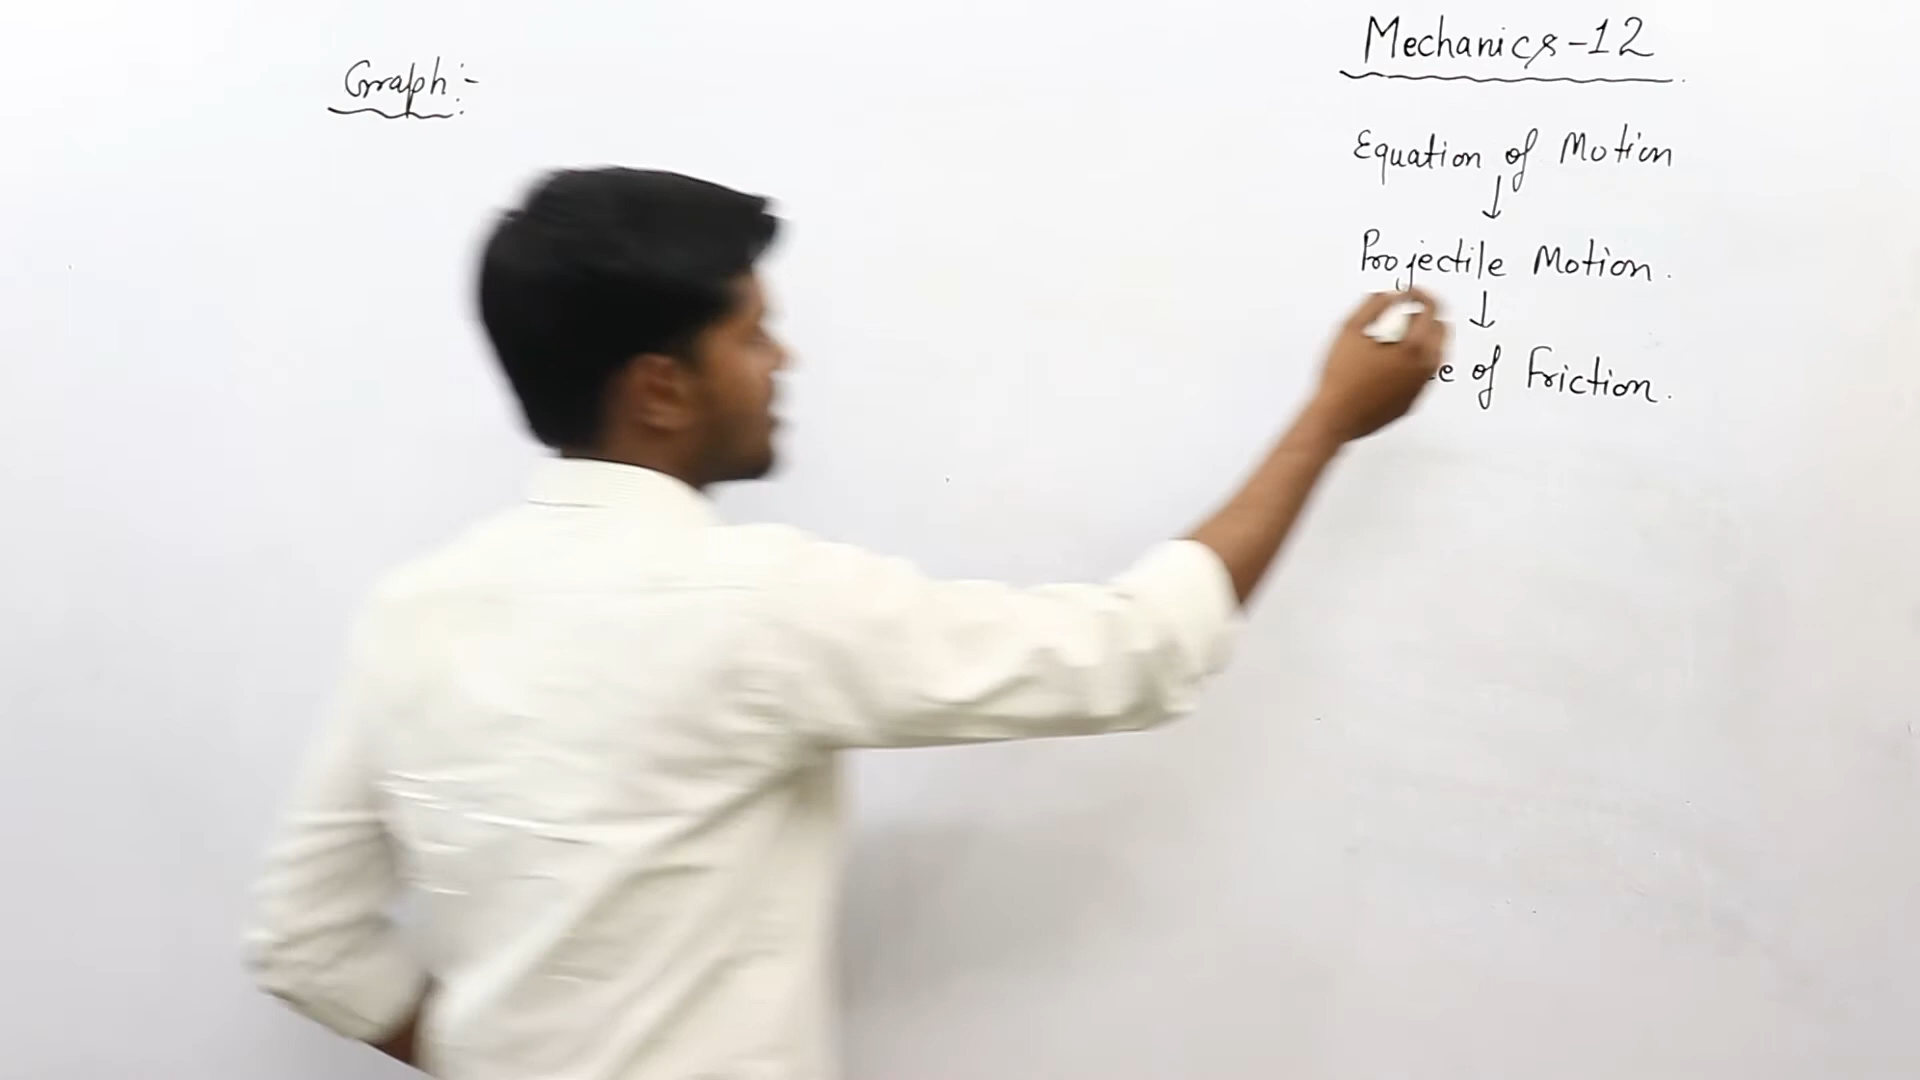 Graph:-
Mechanics-12
Equation of Motion
↓
Projectile Motion.
↓
of Friction.